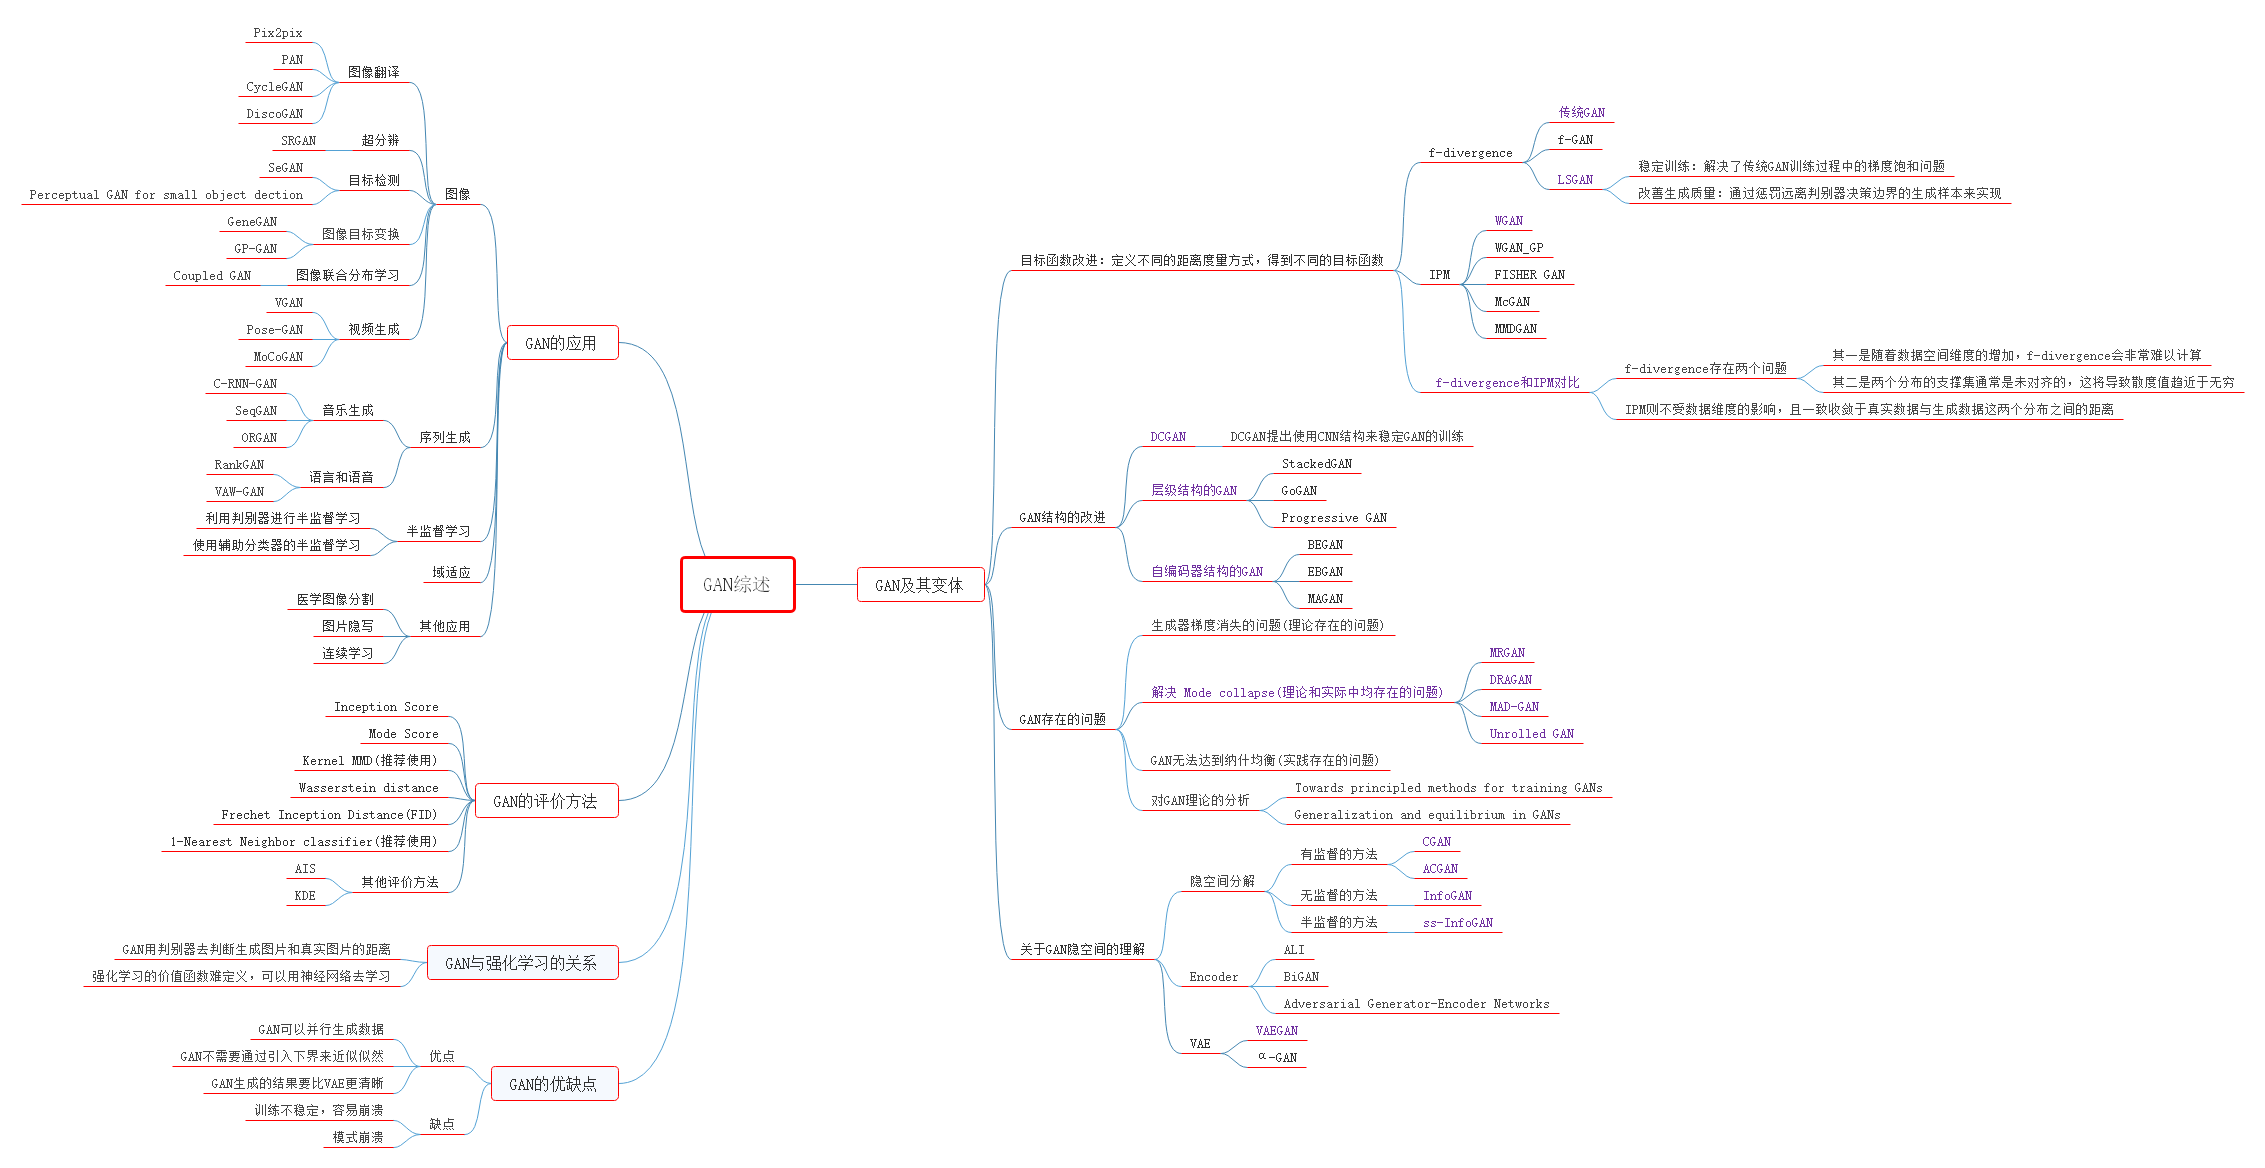 GAN综述
GAN及其变体
目标函数改进：定义不同的距离度量方式，得到不同的目标函数
f-divergence
传统GAN
f-GAN
LSGAN
稳定训练：解决了传统GAN训练过程中的梯度饱和问题
改善生成质量：通过惩罚远离判别器决策边界的生成样本来实现
IPM
WGAN
WGAN_GP
FISHER GAN
McGAN
MMDGAN
f-divergence和IPM对比
f-divergence存在两个问题
其一是随着数据空间维度的增加，f-divergence会非常难以计算
其二是两个分布的支撑集通常是未对齐的，这将导致散度值趋近于无穷
IPM则不受数据维度的影响，且一致收敛于真实数据与生成数据这两个分布之间的距离
GAN结构的改进
DCGAN
DCGAN提出使用CNN结构来稳定GAN的训练
层级结构的GAN
StackedGAN
GoGAN
Progressive GAN
自编码器结构的GAN
BEGAN
EBGAN
MAGAN
GAN存在的问题
生成器梯度消失的问题(理论存在的问题)
解决 Mode collapse(理论和实际中均存在的问题)
MRGAN
DRAGAN
MAD-GAN
Unrolled GAN
GAN无法达到纳什均衡(实践存在的问题)
对GAN理论的分析
Towards principled methods for training GANs
Generalization and equilibrium in GANs
关于GAN隐空间的理解
隐空间分解
有监督的方法
CGAN
ACGAN
无监督的方法
InfoGAN
半监督的方法
ss-InfoGAN
Encoder
ALI
BiGAN
Adversarial Generator-Encoder Networks
VAE
VAEGAN
α-GAN
GAN的应用
图像
图像翻译
Pix2pix
PAN
CycleGAN
DiscoGAN
超分辨
SRGAN
目标检测
SeGAN
Perceptual GAN for small object dection
图像目标变换
GeneGAN
GP-GAN
图像联合分布学习
Coupled GAN
视频生成
VGAN
Pose-GAN
MoCoGAN
序列生成
音乐生成
C-RNN-GAN
SeqGAN
ORGAN
语言和语音
RankGAN
VAW-GAN
半监督学习
利用判别器进行半监督学习
使用辅助分类器的半监督学习
域适应
其他应用
医学图像分割
图片隐写
连续学习
GAN的评价方法
Inception Score
Mode Score
Kernel MMD(推荐使用)
Wasserstein distance
Frechet Inception Distance(FID)
1-Nearest Neighbor classifier(推荐使用)
其他评价方法
AIS
KDE
GAN与强化学习的关系
GAN用判别器去判断生成图片和真实图片的距离
强化学习的价值函数难定义，可以用神经网络去学习
GAN的优缺点
优点
GAN可以并行生成数据
GAN不需要通过引入下界来近似似然
GAN生成的结果要比VAE更清晰
缺点
训练不稳定，容易崩溃
模式崩溃